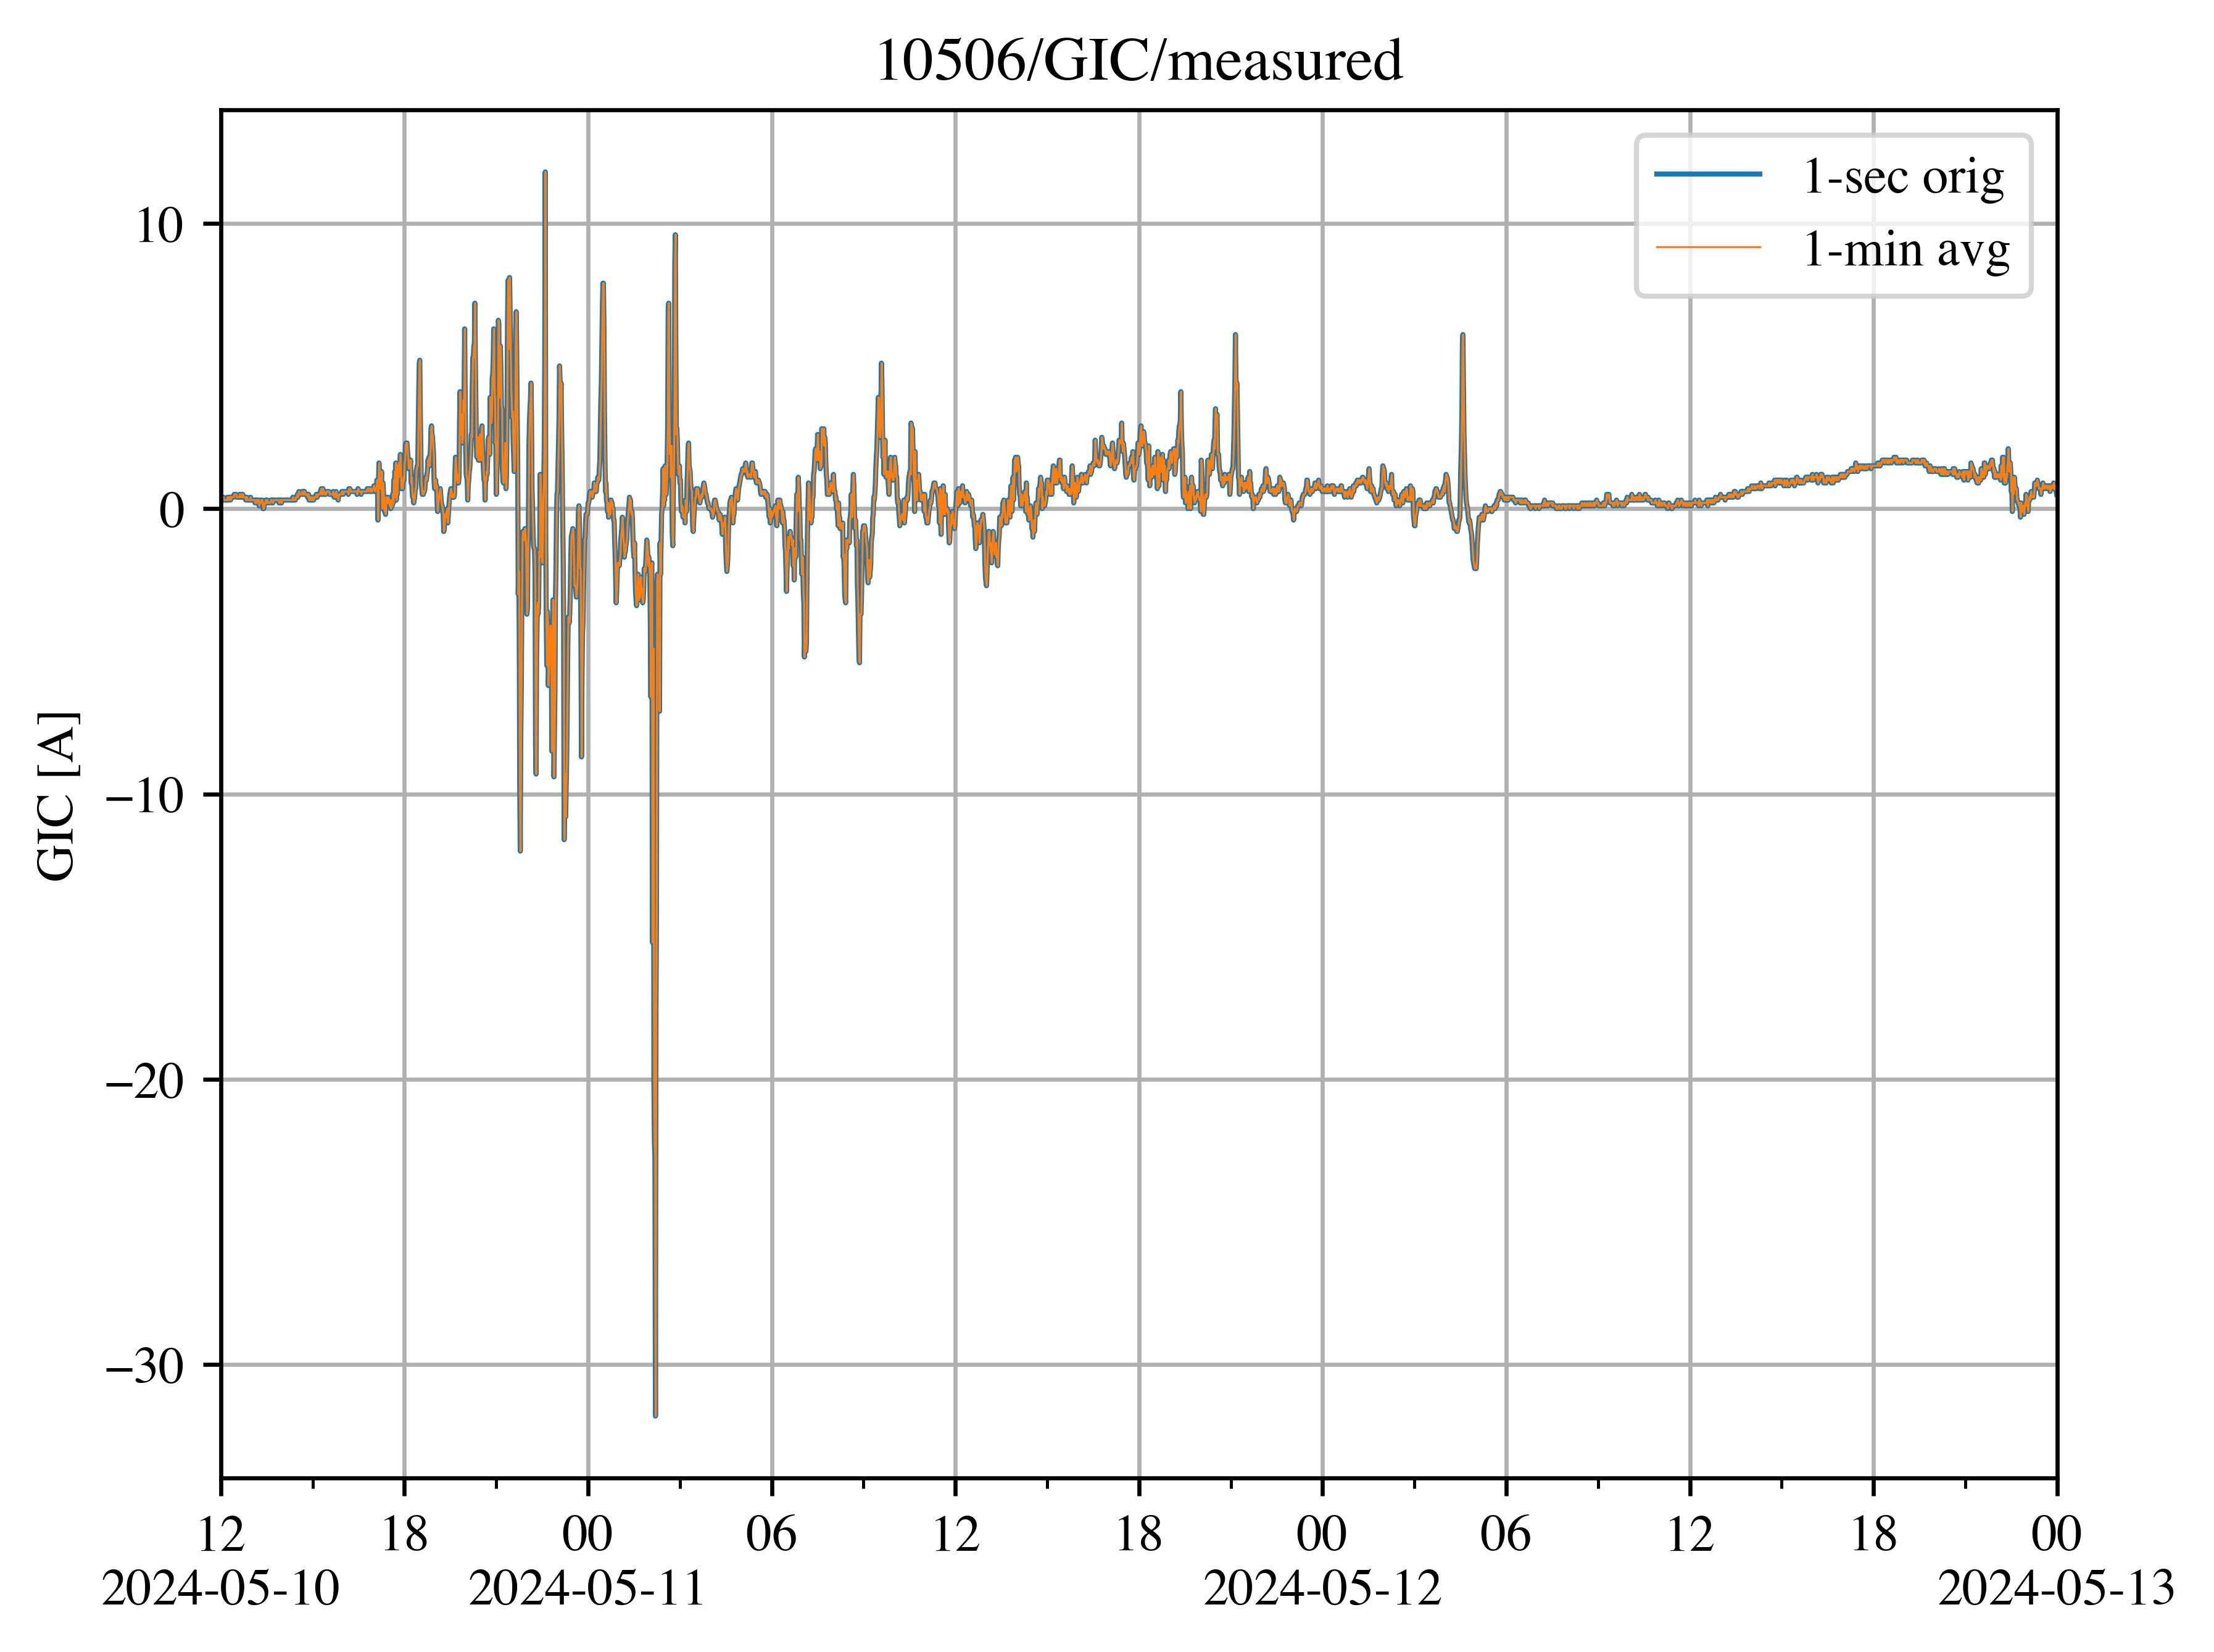 10506/GIC/measured
1-sec orig
1-min avg
10
0
−10
−20
−30
GIC [A]
12 18 00 06 12 18 00 06 12 18 00
2024-05-10 2024-05-11 2024-05-12 2024-05-13